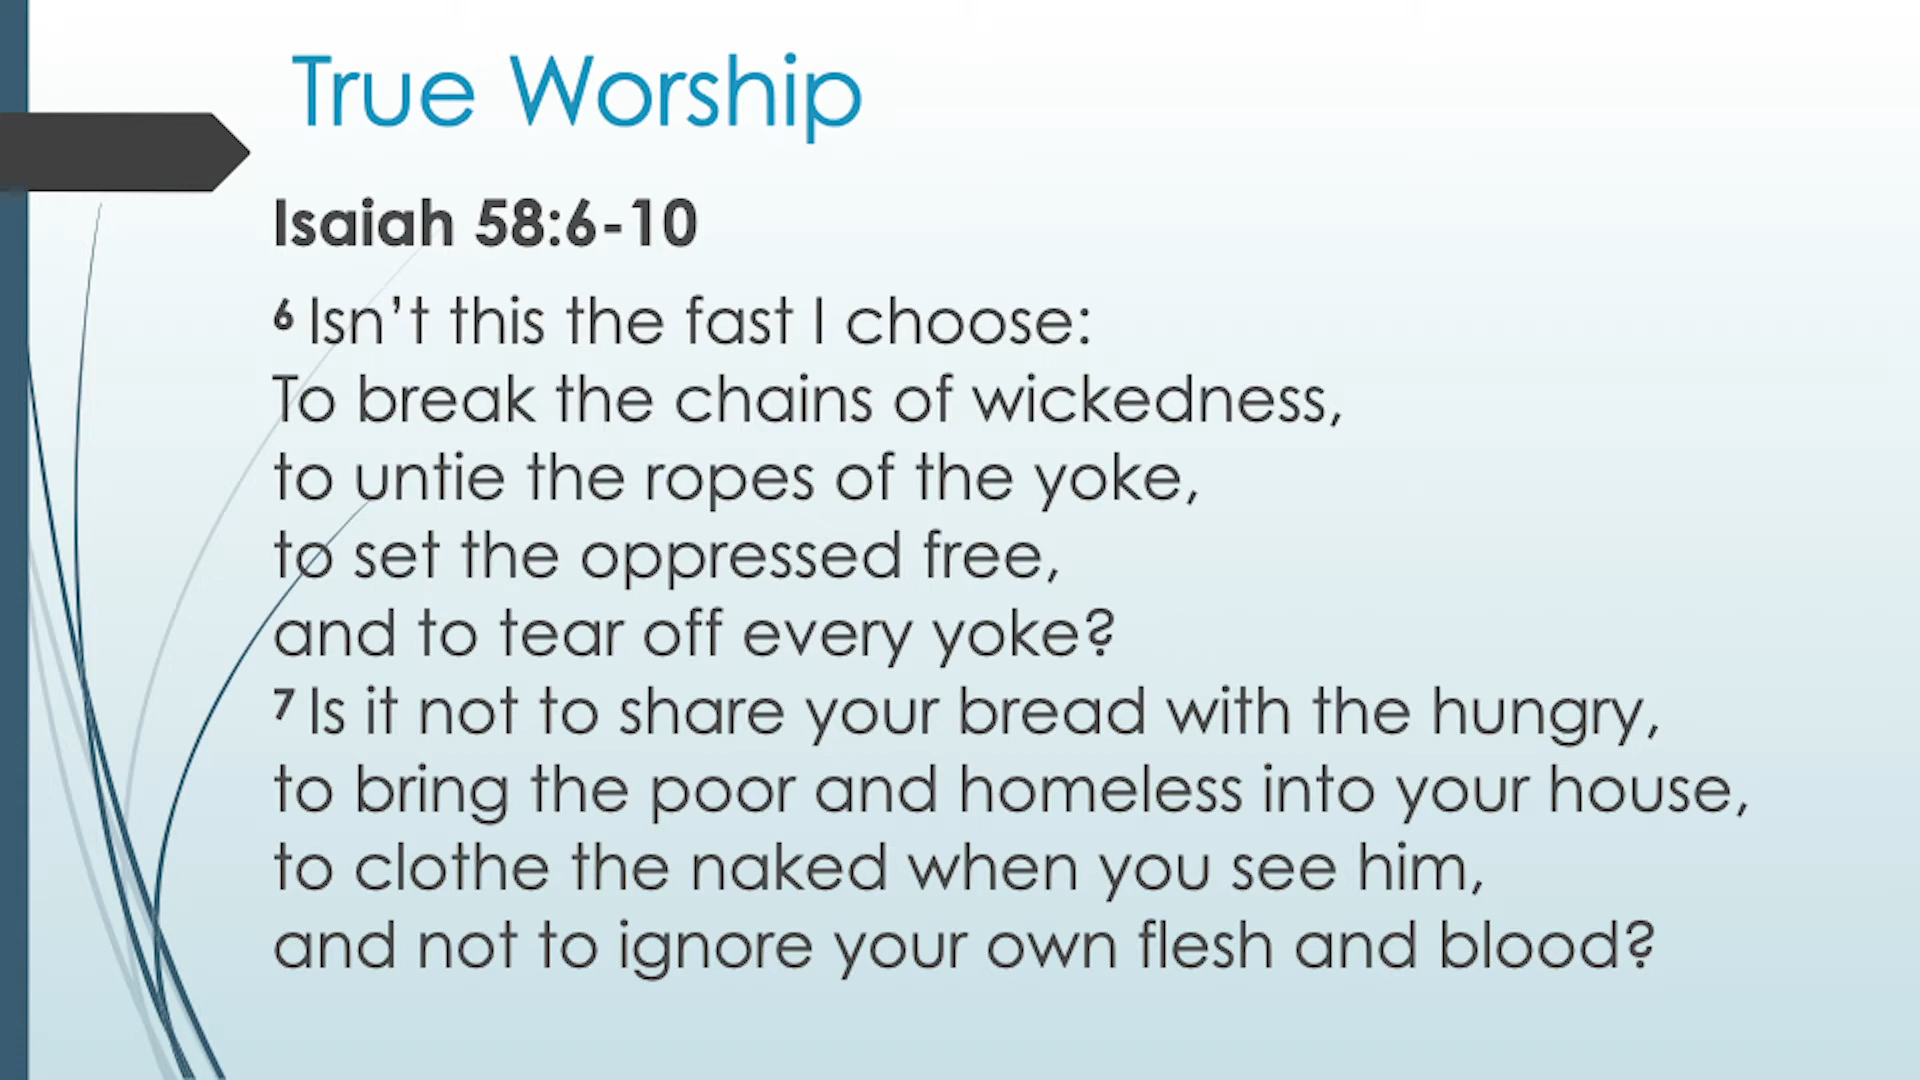 True Worship
Isaiah 58:6-10
6 Isn’t this the fast I choose:
To break the chains of wickedness,
to untie the ropes of the yoke,
to set the oppressed free,
and to tear off every yoke?
7 Is it not to share your bread with the hungry,
to bring the poor and homeless into your house,
to clothe the naked when you see him,
and not to ignore your own flesh and blood?